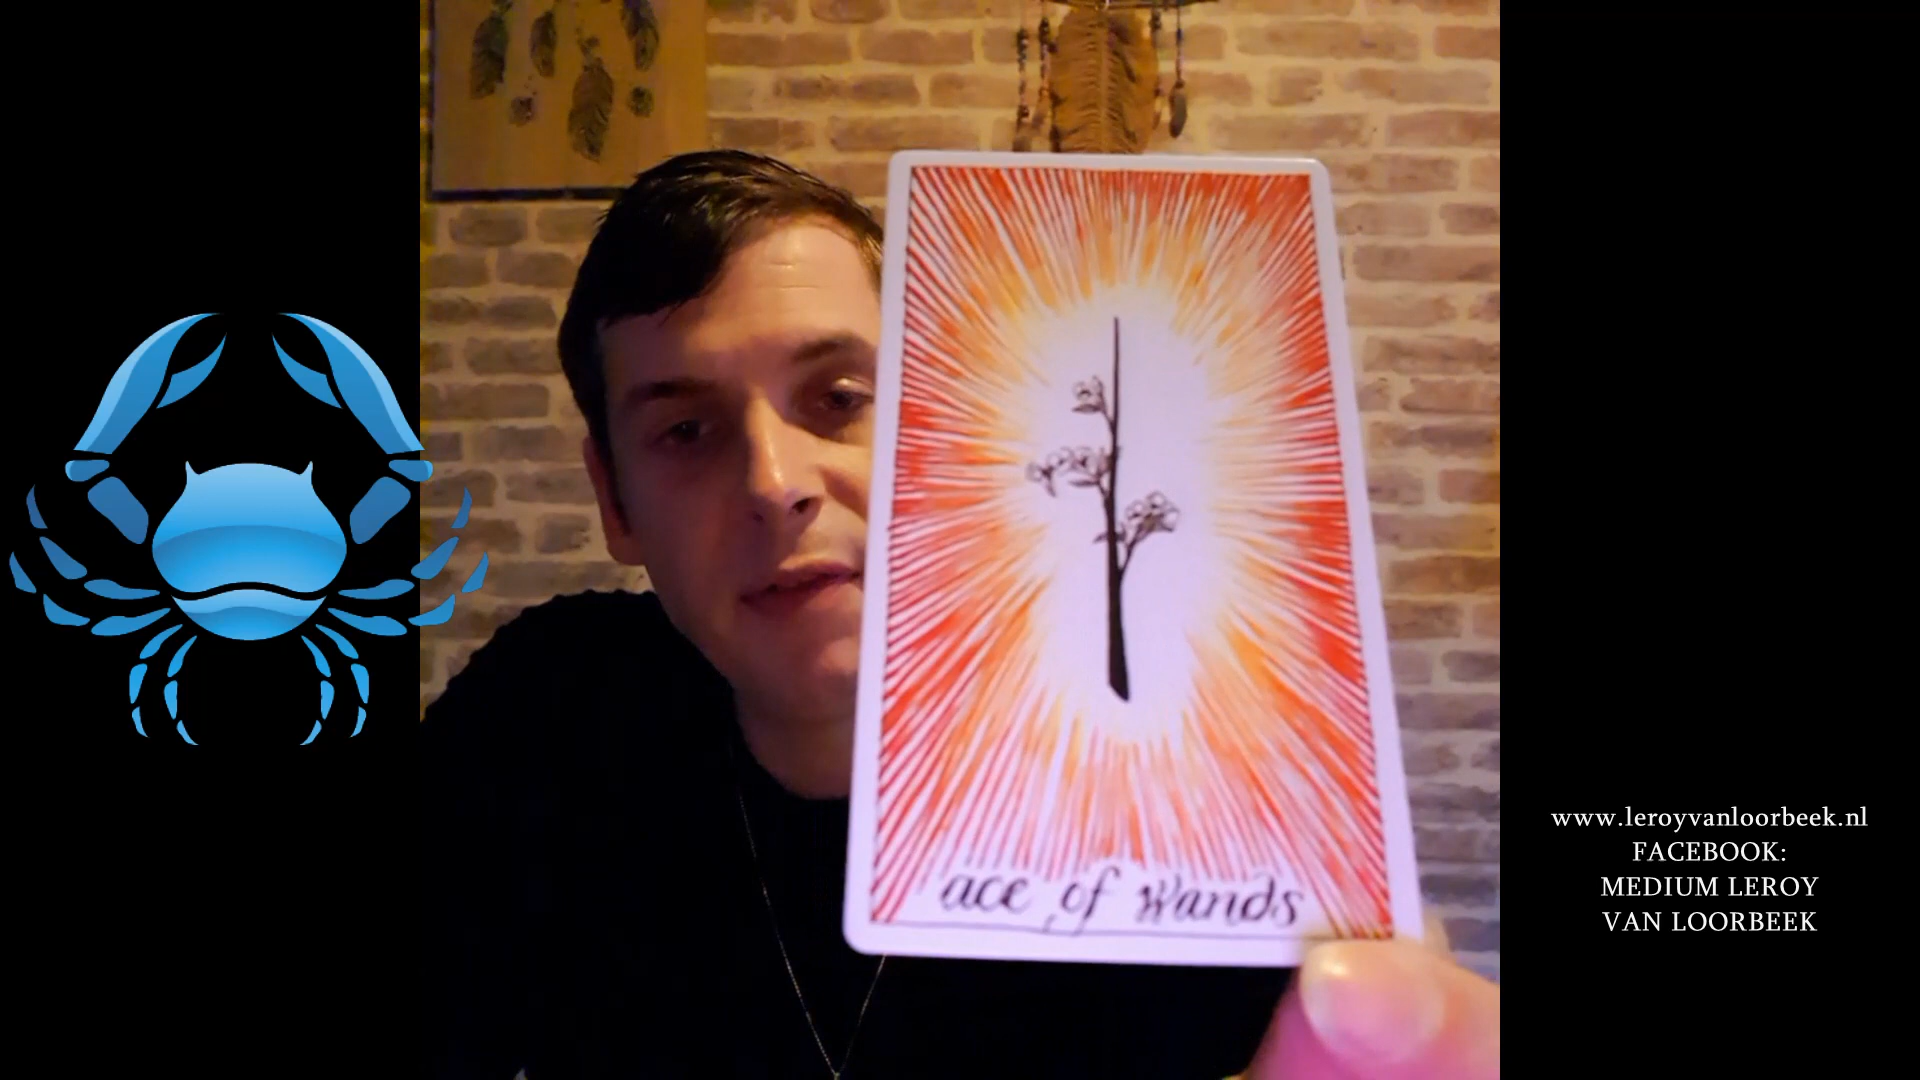 ace of wands
www.leroyvanloorbeek.nl
FACEBOOK:
MEDIUM LEROY
VAN LOORBEEK